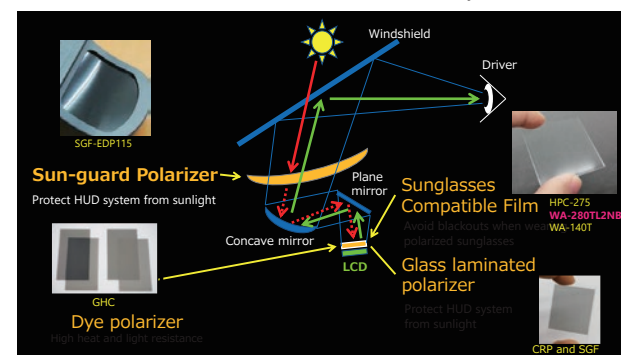 Windshield
Driver
SGF-EDP115
Sun-guard Polarizer
Protect HUD system from sunlight
Plane
mirror
Sunglasses
Compatible Film
Avoid blackouts when wea
polarized sunglasses
HPC-275
WA-280TL2NB
WA-140T
Concave mirror
LCD
Glass laminated
polarizer
Protect HUD system
from sunlight
GHC
Dye polarizer
High heat and light resistance
CRP and SGF